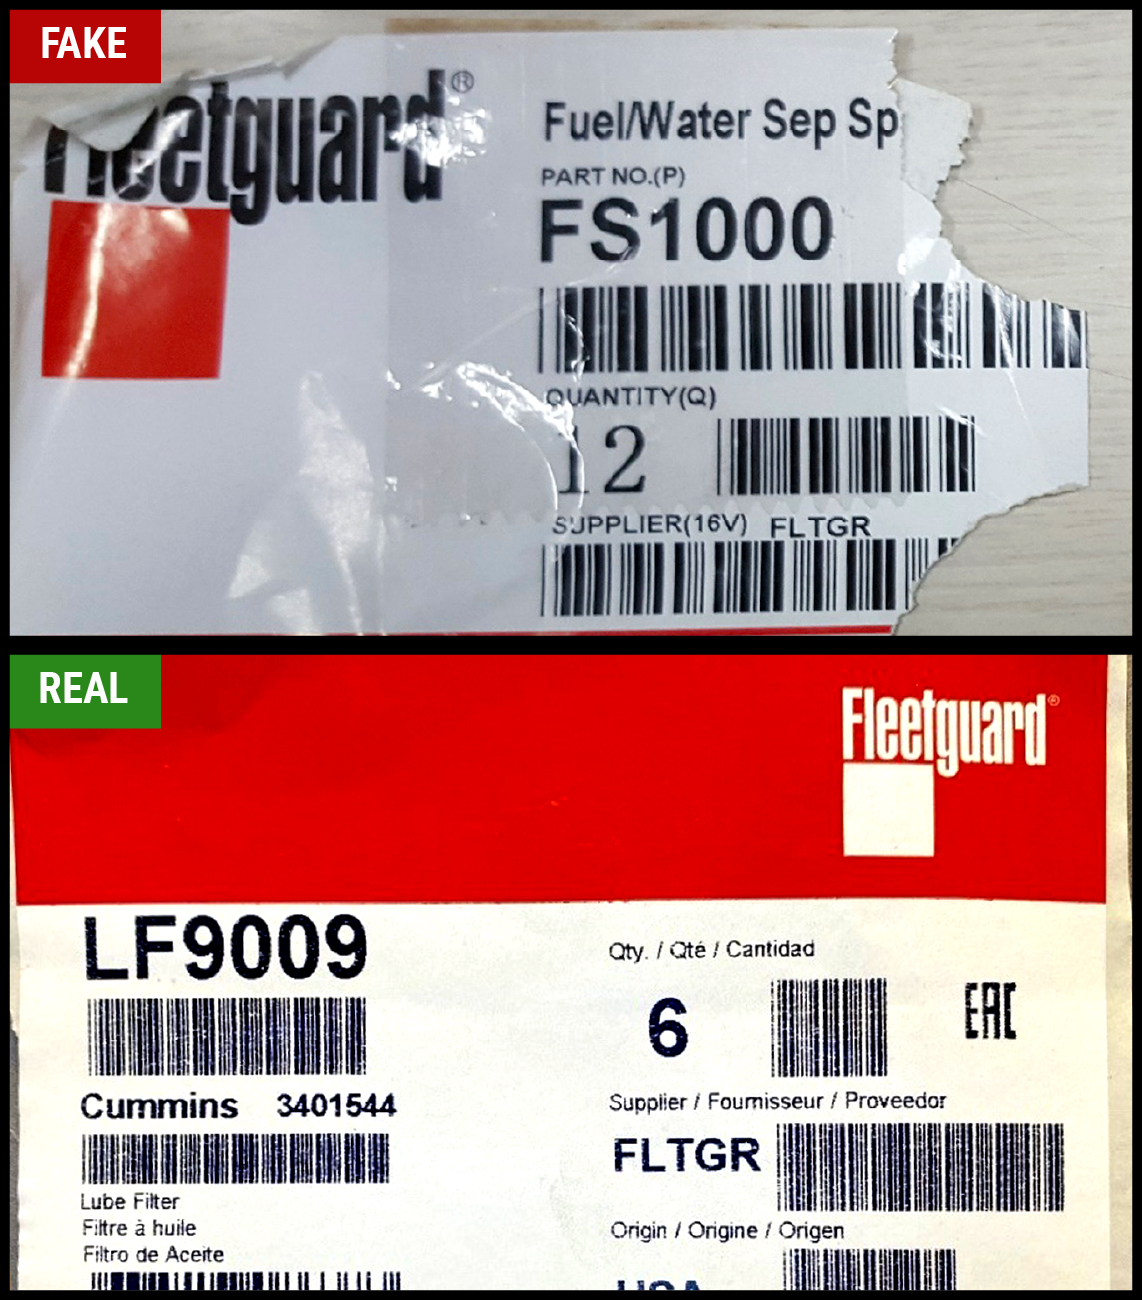 FAKE
Fleetguard®
Fuel/Water Sep Sp
PART NO.(P)
FS1000
QUANTITY(Q)
12
SUPPLIER(16V) FLTGR
REAL
Fleetguard®
LF9009
Qty. / Qté / Cantidad
6
EAC
Cummins 3401544
Supplier / Fournisseur / Proveedor
FLTGR
Lube Filter
Filtre à huile
Filtro de Aceite
Origin / Origine / Origen
USA